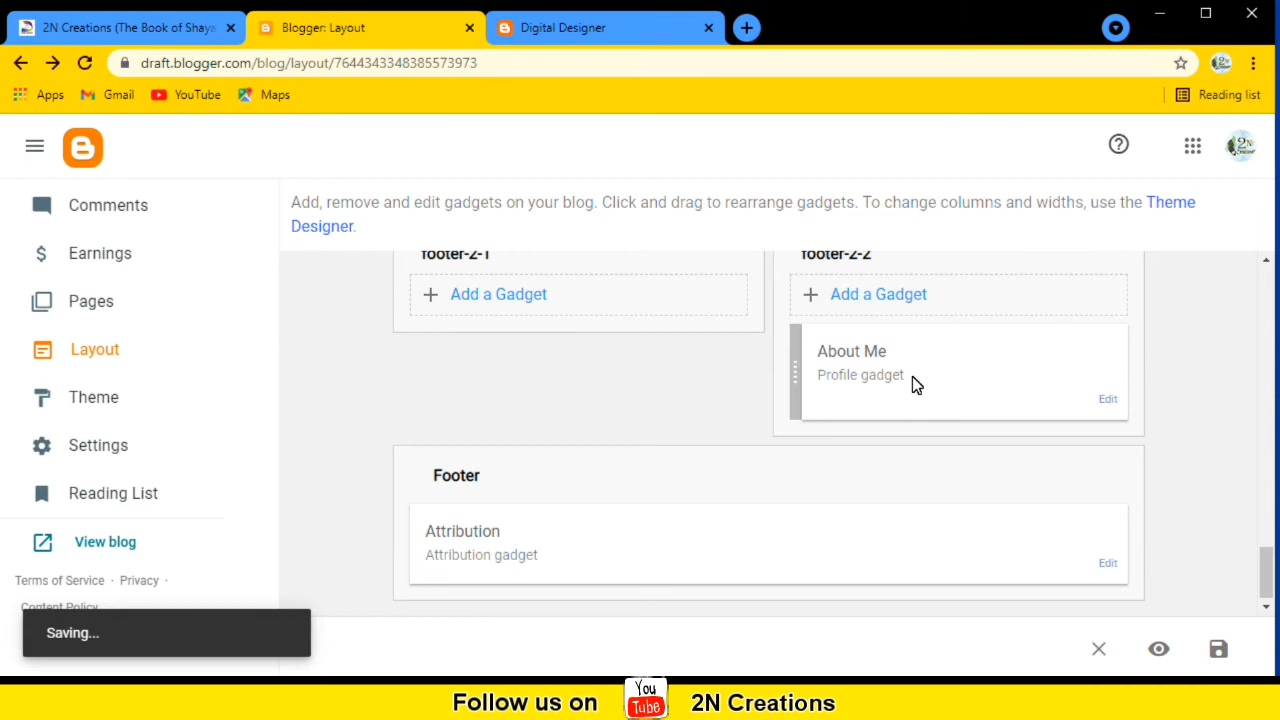 2N Creations (The Book of Shaya
Blogger: Layout
Digital Designer
draft.blogger.com/blog/layout/7644343348385573973
Apps
Gmail
YouTube
Maps
Reading list
Add, remove and edit gadgets on your blog. Click and drag to rearrange gadgets. To change columns and widths, use the Theme
Designer.
Comments
Earnings
Pages
Layout
Theme
Settings
Reading List
View blog
Terms of Service · Privacy ·
Content Policy
Saving...
footer-2-1
Add a Gadget
footer-2-2
Add a Gadget
About Me
Profile gadget
Edit
Footer
Attribution
Attribution gadget
Edit
Follow us on You Tube 2N Creations